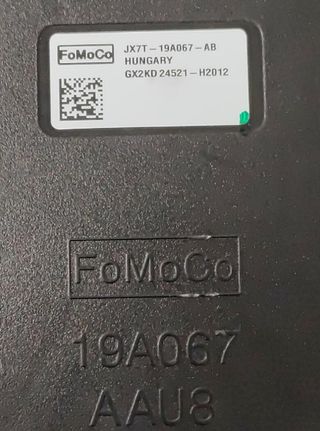 FoMoCo JX7T-19A067-AB
HUNGARY
GX2KD 24521-H2012
FoMoCo
19A067
AAU8